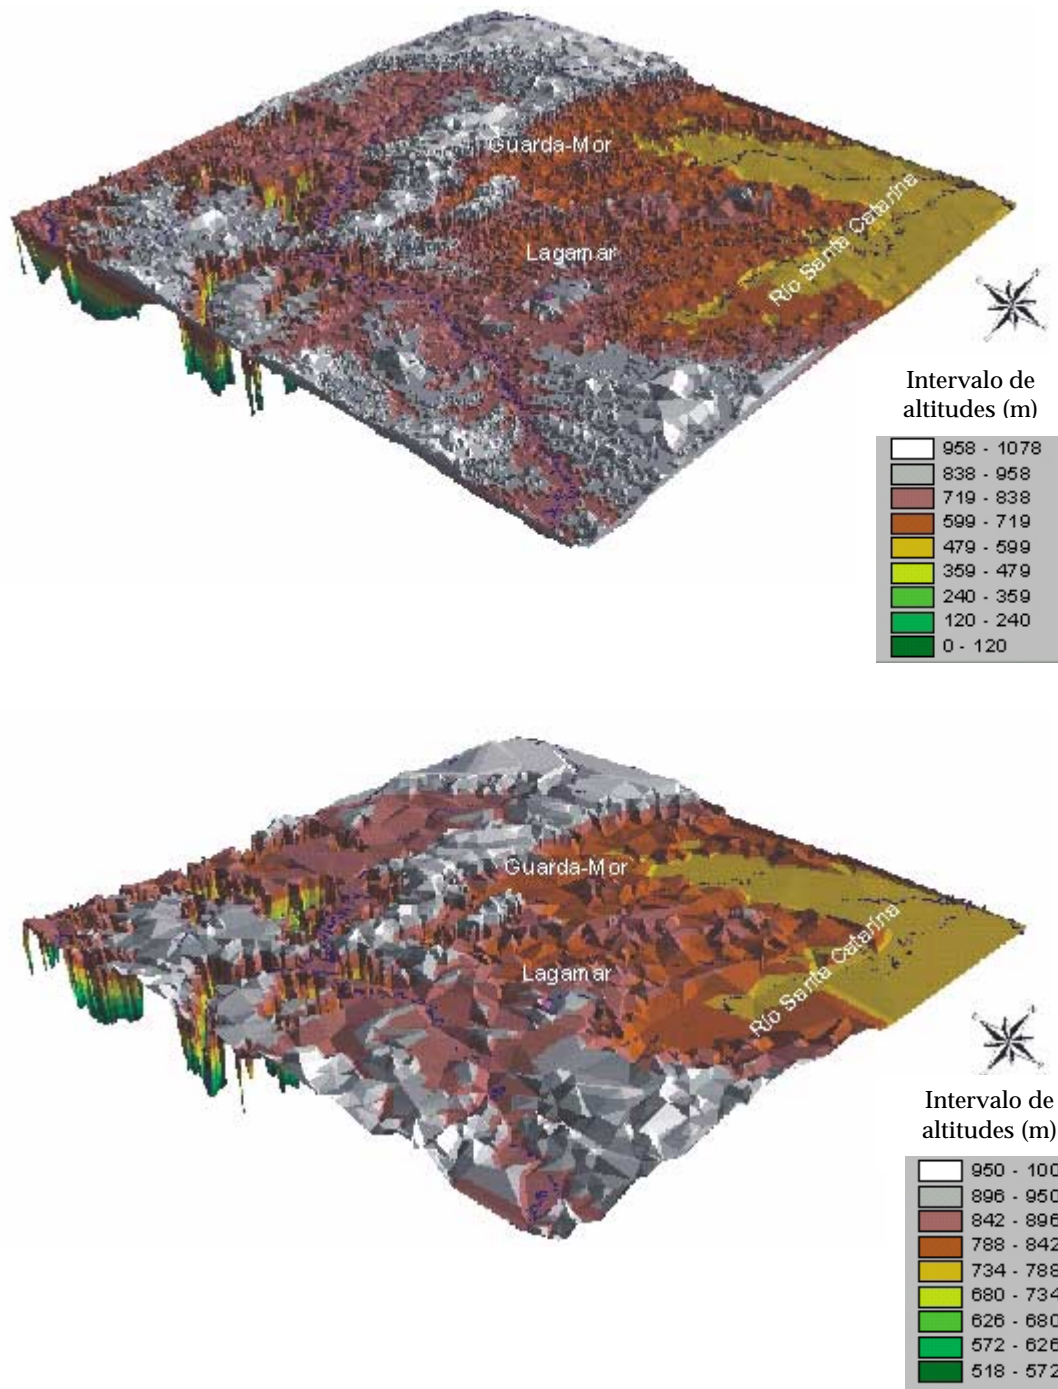 Guarda-Mor
Lagamar
Rio Santa Catarina
Intervalo de
altitudes (m)
958 - 1078
838 - 958
719 - 838
599 - 719
479 - 599
359 - 479
240 - 359
120 - 240
0 - 120
Guarda-Mor
Lagamar
Rio Santa Catarina
Intervalo de
altitudes (m)
950 - 100
896 - 950
842 - 896
788 - 842
734 - 788
680 - 734
626 - 680
572 - 626
518 - 572